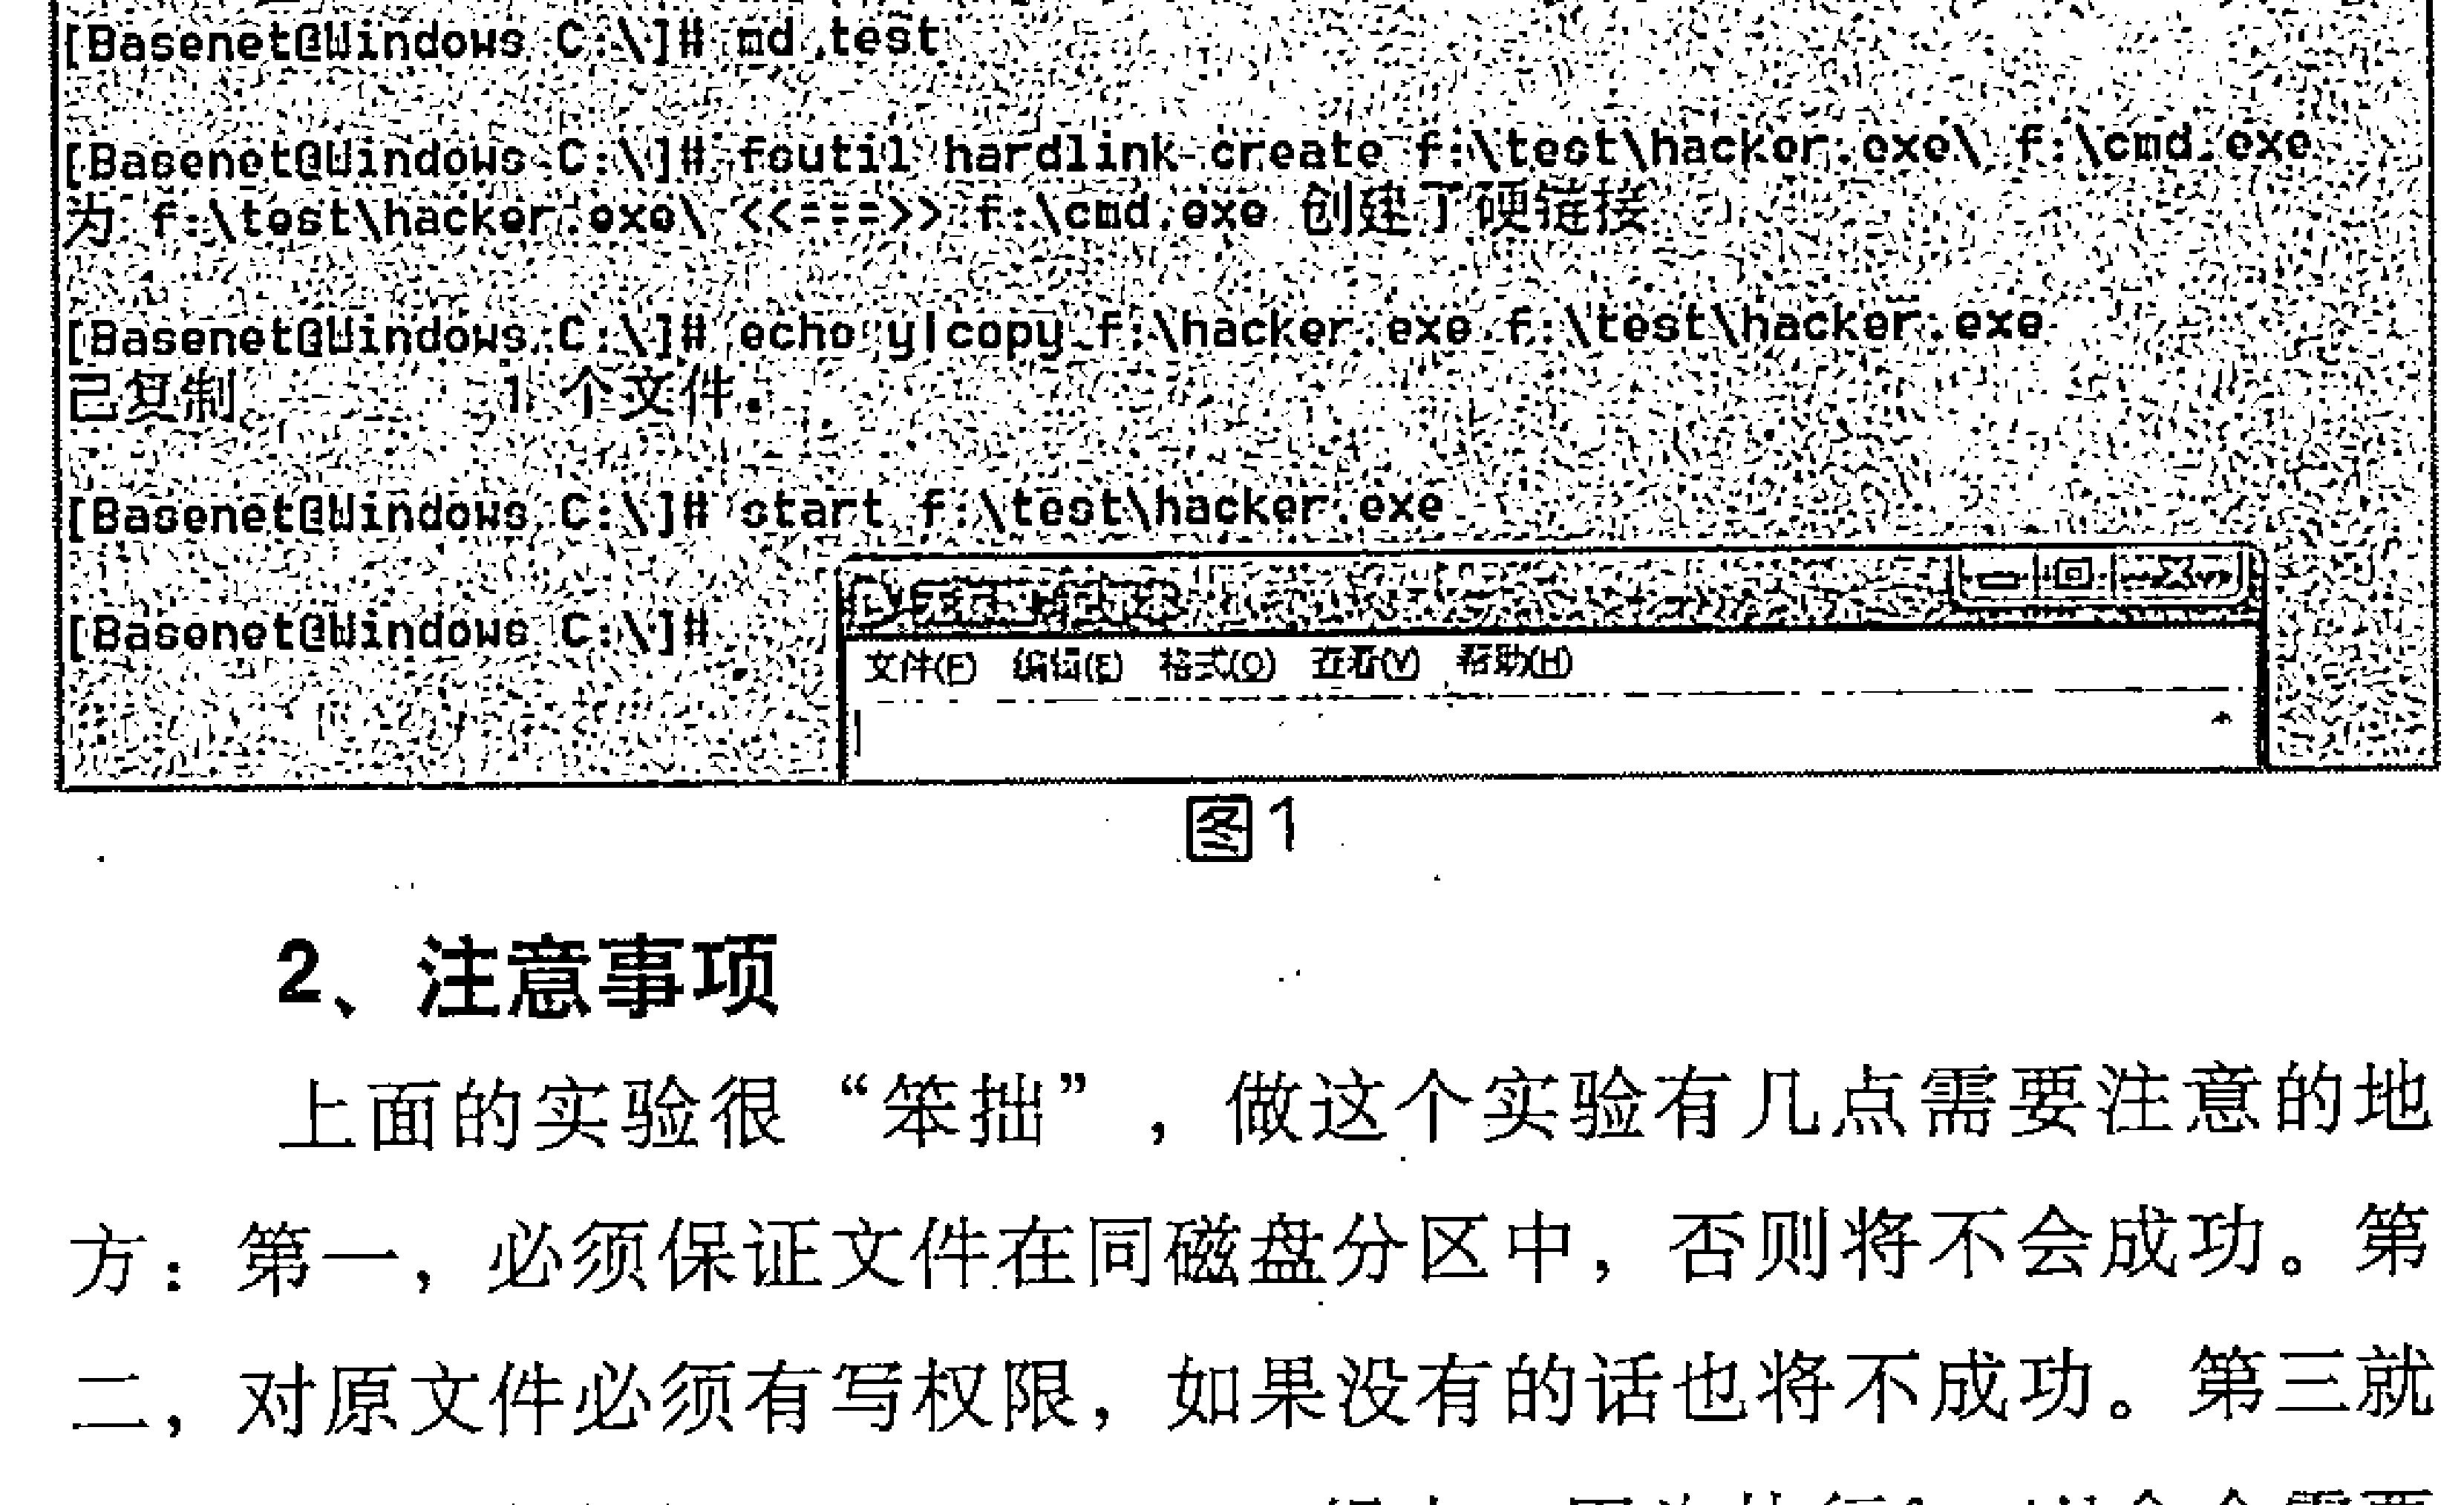 [Basenet@Windows C:\]# md test
[Basenet@Windows C:\]# fsutil hardlink create f:\test\hacker.exe\ f:\cmd.exe
为 f:\test\hacker.exe\ <<===>> f:\cmd.exe 创建了硬链接
[Basenet@Windows C:\]# echo y|copy f:\hacker.exe f:\test\hacker.exe
已复制 1 个文件。
[Basenet@Windows C:\]# start f:\test\hacker.exe
[Basenet@Windows C:\]#
文件(F) 编辑(E) 格式(O) 查看(V) 帮助(H)
图1
2、注意事项
上面的实验很“笨拙”，做这个实验有几点需要注意的地
方：第一，必须保证文件在同磁盘分区中，否则将不会成功。第
二，对原文件必须有写权限，如果没有的话也将不成功。第三就